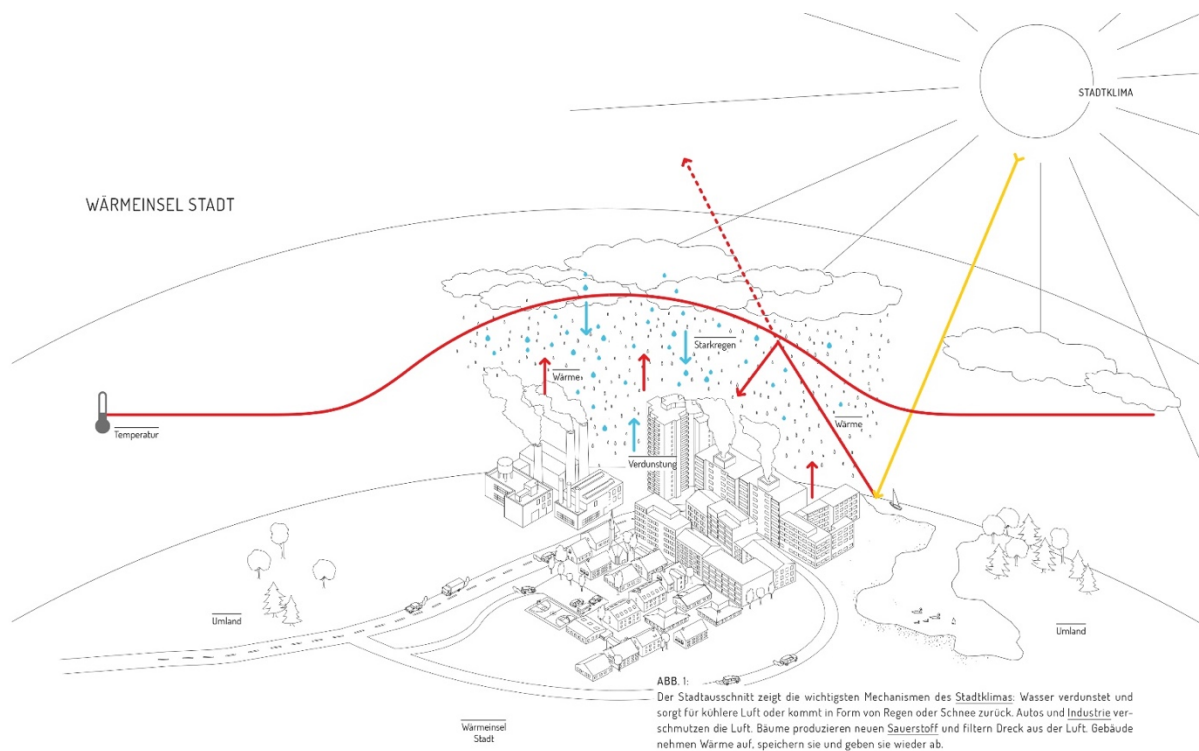 STADTKLIMA
WÄRMEINSEL STADT
Starkregen
Wärme
Wärme
Temperatur
Verdunstung
Umland
Umland
Wärmeinsel
Stadt
ABB. 1:
Der Stadtausschnitt zeigt die wichtigsten Mechanismen des Stadtklimas: Wasser verdunstet und
sorgt für kühlere Luft oder kommt in Form von Regen oder Schnee zurück. Autos und Industrie ver-
schmutzen die Luft. Bäume produzieren neuen Sauerstoff und filtern Dreck aus der Luft. Gebäude
nehmen Wärme auf, speichern sie und geben sie wieder ab.